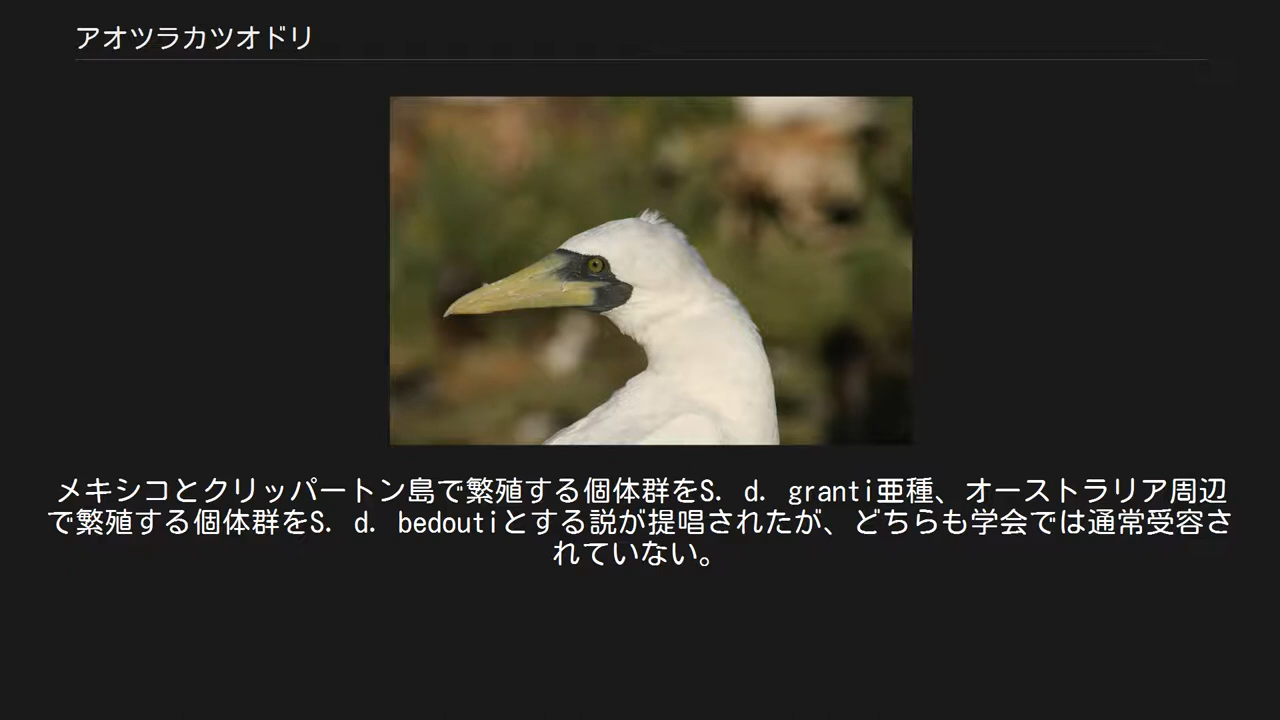 アオツラカツオドリ
メキシコとクリッパートン島で繁殖する個体群をS. d. granti亜種、オーストラリア周辺
で繁殖する個体群をS. d. bedoutiとする説が提唱されたが、どちらも学会では通常受容さ
れていない。